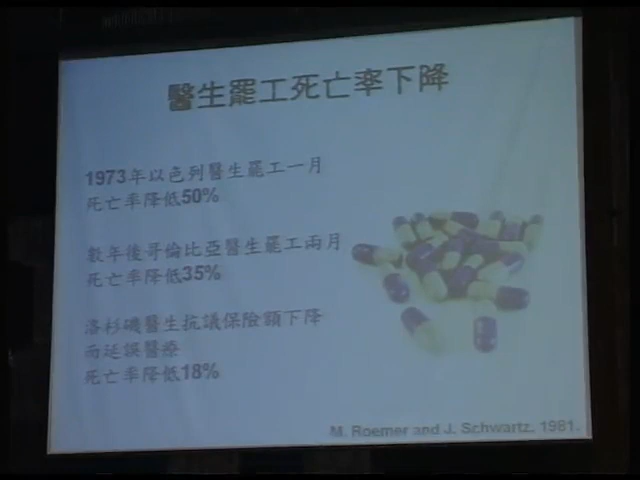 醫生罷工死亡率下降
1973年以色列醫生罷工一月
死亡率降低50%
數年後哥倫比亞醫生罷工兩月
死亡率降低35%
洛杉磯醫生抗議保險額下降
而延誤醫療
死亡率降低18%
M. Roemer and J. Schwartz, 1981.